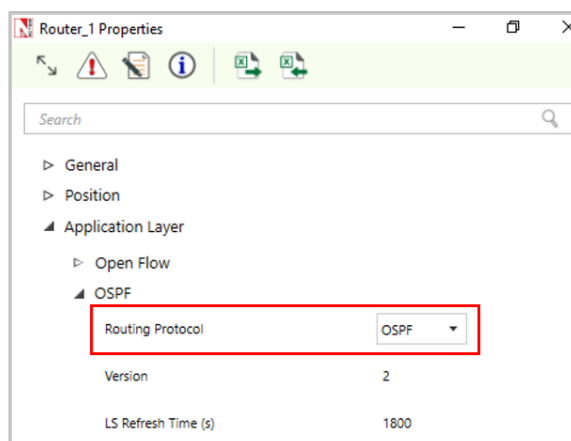 Router_1 Properties
Search
General
Position
Application Layer
Open Flow
OSPF
Routing Protocol OSPF
Version 2
LS Refresh Time (s) 1800